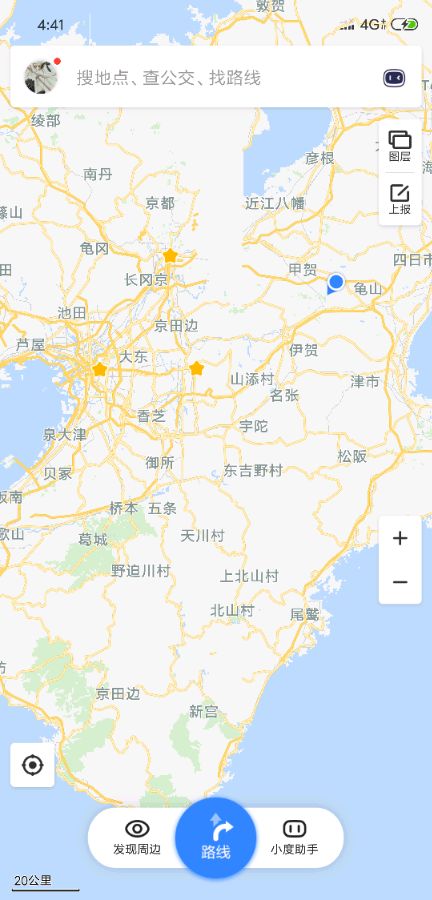 敦贺
4:41
4G
搜地点、查公交、找路线
绫部
彦根
图层
南丹
上报
篠山
京都
近江八幡
龟冈
四日市
甲贺
长冈京
龟山
池田
京田边
芦屋
大东
伊贺
山添村
津市
名张
香芝
宇陀
泉大津
松阪
御所
贝冢
东吉野村
阪南
桥本
五条
歌山
葛城
天川村
野迫川村
上北山村
北山村
尾鹫
京田边
新宫
发现周边
路线
小度助手
20公里